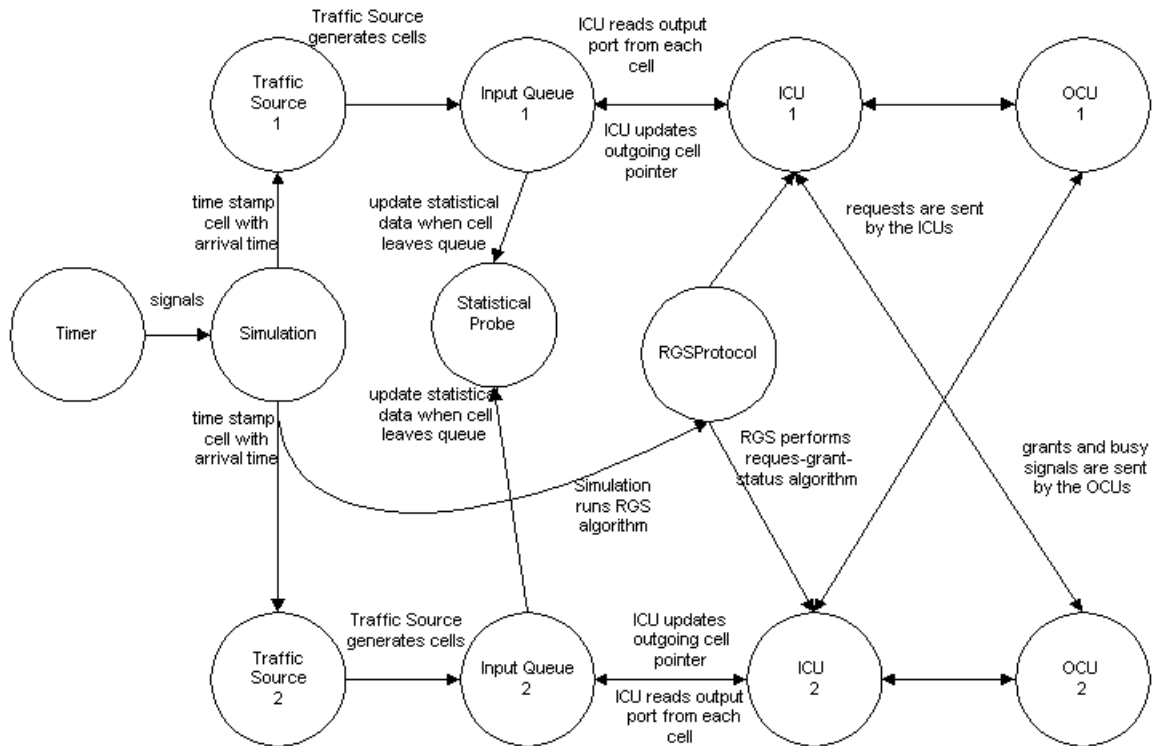 Traffic Source
generates cells
ICU reads output
port from each
cell
Traffic
Source
1
Input Queue
1
ICU
1
OCU
1
ICU updates
outgoing cell
pointer
time stamp
cell with
arrival time
update statistical
data when cell
leaves queue
requests are sent
by the ICUs
signals
Timer
Simulation
Statistical
Probe
RGSProtocol
time stamp
cell with
arrival time
update statistical
data when cell
leaves queue
RGS performs
reques-grant-
status algorithm
grants and busy
signals are sent
by the OCUs
Simulation
runs RGS
algorithm
Traffic Source
generates cells
ICU updates
outgoing cell
pointer
Traffic
Source
2
Input Queue
2
ICU
2
OCU
2
ICU reads output
port from each
cell